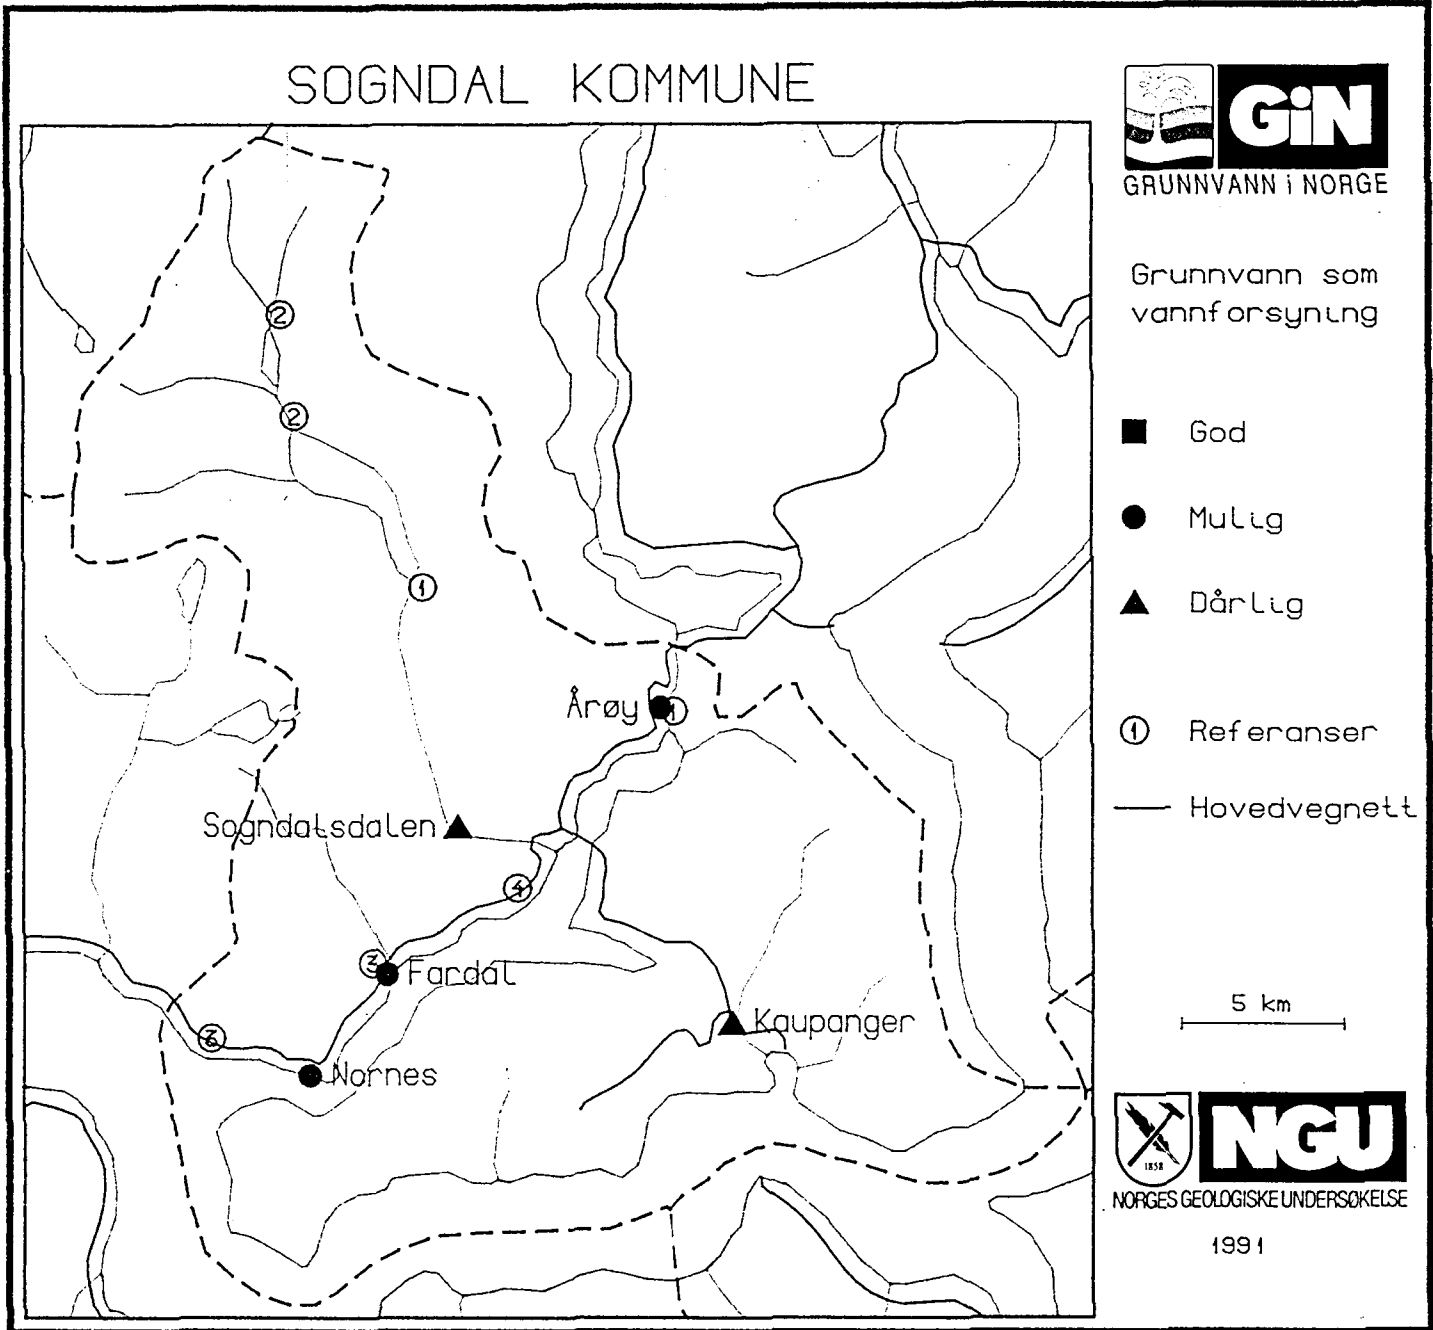 SOGNDAL KOMMUNE
GiN
GRUNNVANN i NORGE
Grunnvann som
vannforsyning
God
Mulig
Dårlig
1 Referanser
Hovedvegnett
2
2
1
Årøy 1
Sogndalsdalen
4
3 Fardal
Kaupanger
3
Nornes
5 km
1858
NGU
NORGES GEOLOGISKE UNDERSØKELSE
1991